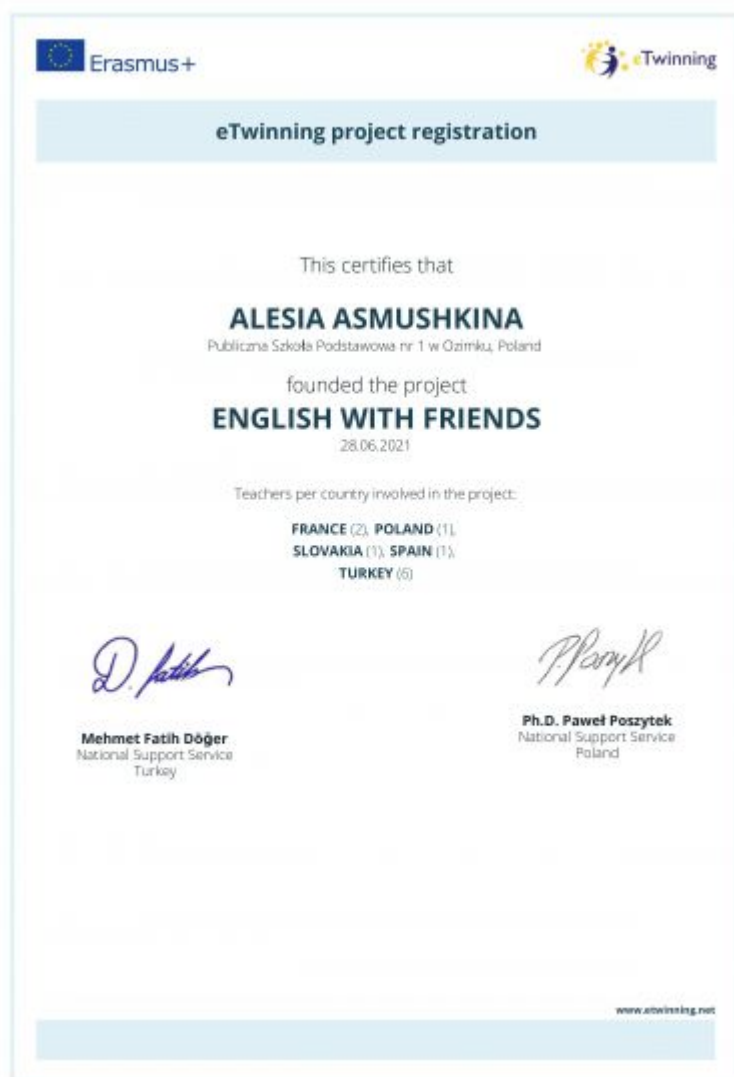 Erasmus+
eTwinning
eTwinning project registration
This certifies that
ALESIA ASMUSHKINA
Publiczna Szkoła Podstawowa nr 1 w Ozimku, Poland
founded the project
ENGLISH WITH FRIENDS
28.06.2021
Teachers per country involved in the project:
FRANCE (2), POLAND (1),
SLOVAKIA (1), SPAIN (1),
TURKEY (6)
D. Fatih
Mehmet Fatih Döğer
National Support Service
Turkey
Ph.D. Paweł Poszytek
National Support Service
Poland
www.etwinning.net